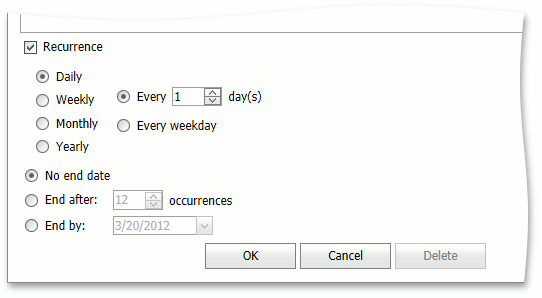 Recurrence
Daily
Weekly
Monthly
Yearly
Every 1 day(s)
Every weekday
No end date
End after: 12 occurrences
End by: 3/20/2012
OK Cancel Delete